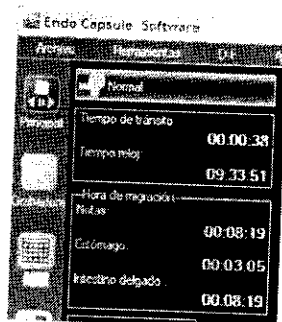 Endo Capsule Software
Archivo Herramientas
Normal
Principal
Tiempo de tránsito
00:00:38
Tiempo reloj:
09:33:51
Hora de migración
Notas:
00:08:19
Estómago:
00:03:05
Intestino delgado:
00:08:19